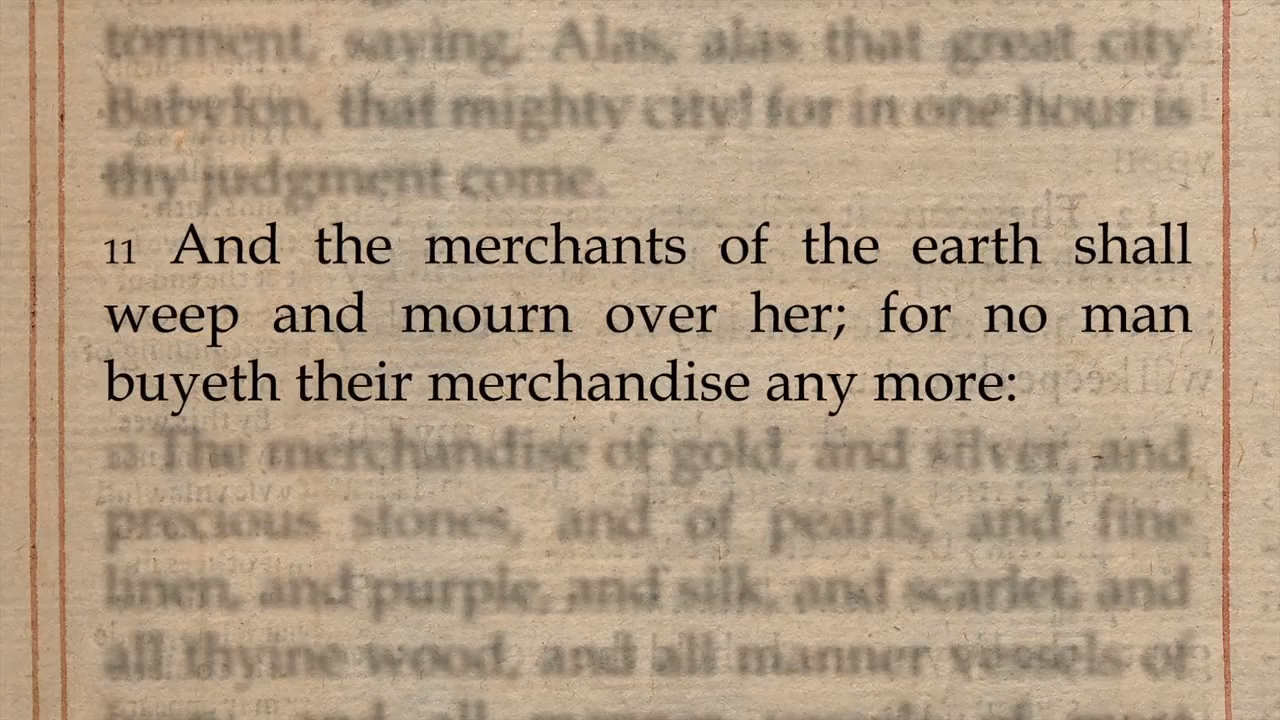 torment, saying, Alas, alas that great city
Babylon, that mighty city! for in one hour is
thy judgment come.
11 And the merchants of the earth shall
weep and mourn over her; for no man
buyeth their merchandise any more:
12 The merchandise of gold, and silver, and
precious stones, and of pearls, and fine
linen, and purple, and silk, and scarlet, and
all thyine wood, and all manner vessels of